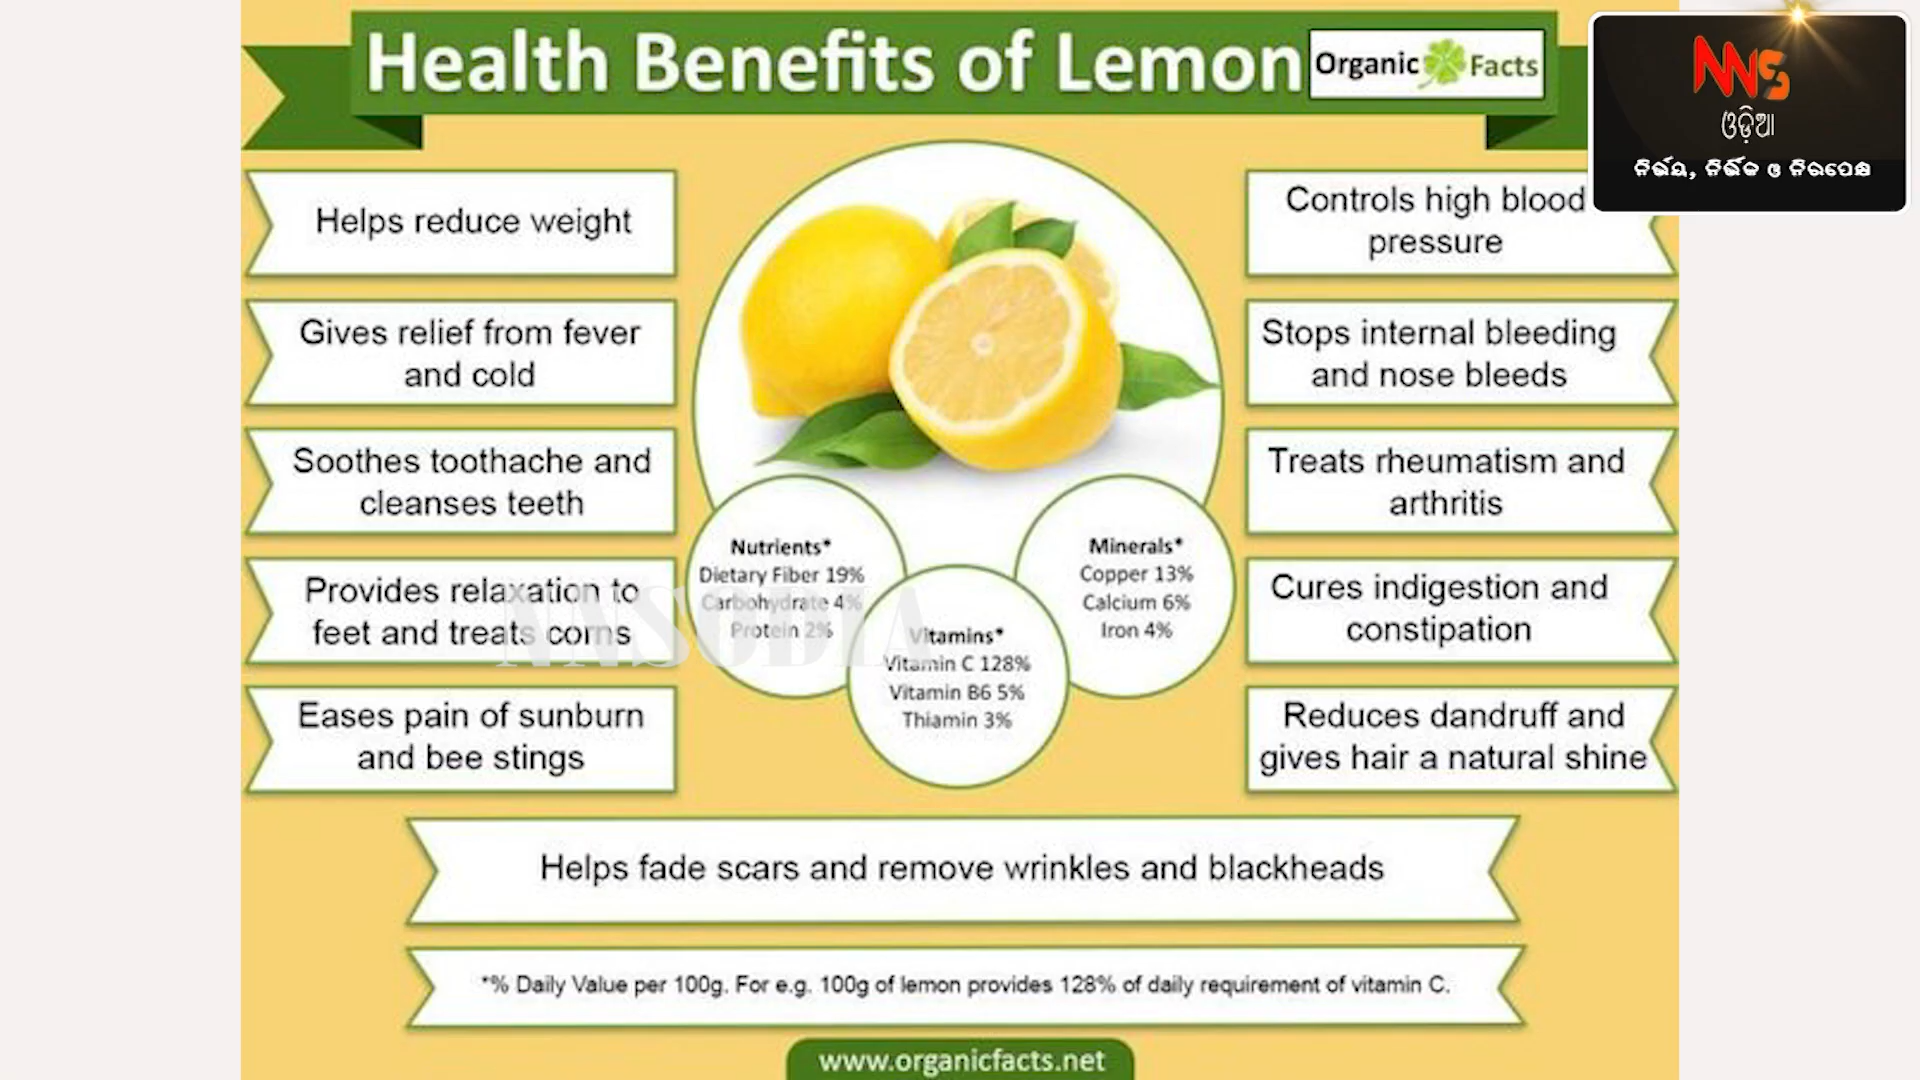 Health Benefits of Lemon
Organic Facts
NNS
ଓଡ଼ିଆ
ନିର୍ଭୟ, ନିର୍ଭିକ ଓ ନିରପେକ୍ଷ
Helps reduce weight
Gives relief from fever
and cold
Soothes toothache and
cleanses teeth
Provides relaxation to
feet and treats corns
Eases pain of sunburn
and bee stings
Nutrients*
Dietary Fiber 19%
Carbohydrate 4%
Protein 2%
Vitamins*
Vitamin C 128%
Vitamin B6 5%
Thiamin 3%
Minerals*
Copper 13%
Calcium 6%
Iron 4%
Controls high blood
pressure
Stops internal bleeding
and nose bleeds
Treats rheumatism and
arthritis
Cures indigestion and
constipation
Reduces dandruff and
gives hair a natural shine
NNSODIA
Helps fade scars and remove wrinkles and blackheads
*% Daily Value per 100g. For e.g. 100g of lemon provides 128% of daily requirement of vitamin C.
www.organicfacts.net